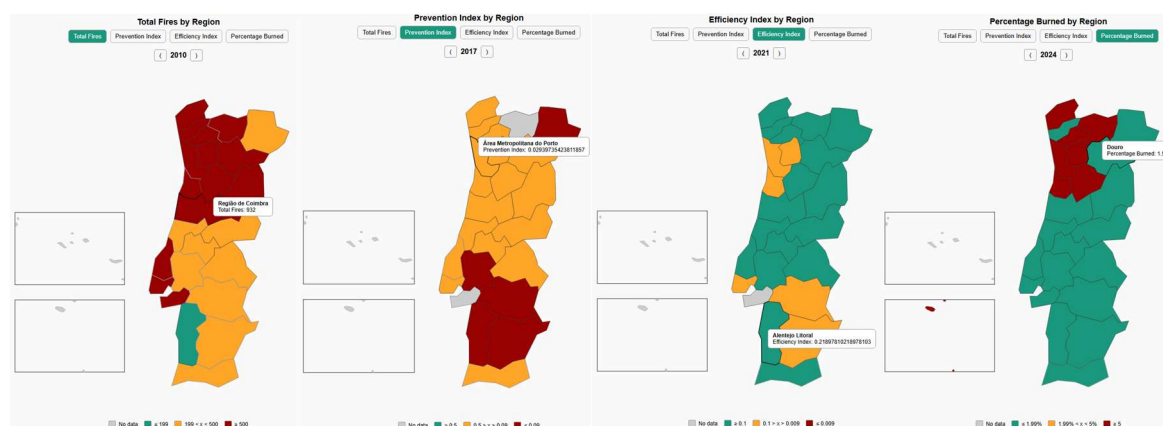 Total Fires by Region
Total Fires Prevention Index Efficiency Index Percentage Burned
⟨ 2010 ⟩
Região de Coimbra
Total Fires: 932
No data ≤ 199 199 < x < 500 ≥ 500
Prevention Index by Region
Total Fires Prevention Index Efficiency Index Percentage Burned
⟨ 2017 ⟩
Área Metropolitana do Porto
Prevention Index: 0.02939735423811857
No data ≥ 0.5 0.5 > x > 0.09 ≤ 0.09
Efficiency Index by Region
Total Fires Prevention Index Efficiency Index Percentage Burned
⟨ 2021 ⟩
Alentejo Litoral
Efficiency Index: 0.21897810218978103
No data ≥ 0.1 0.1 > x > 0.009 ≤ 0.009
Percentage Burned by Region
Total Fires Prevention Index Efficiency Index Percentage Burned
⟨ 2024 ⟩
Douro
Percentage Burned: 1.
No data ≤ 1.99% 1.99% < x < 5% ≥ 5